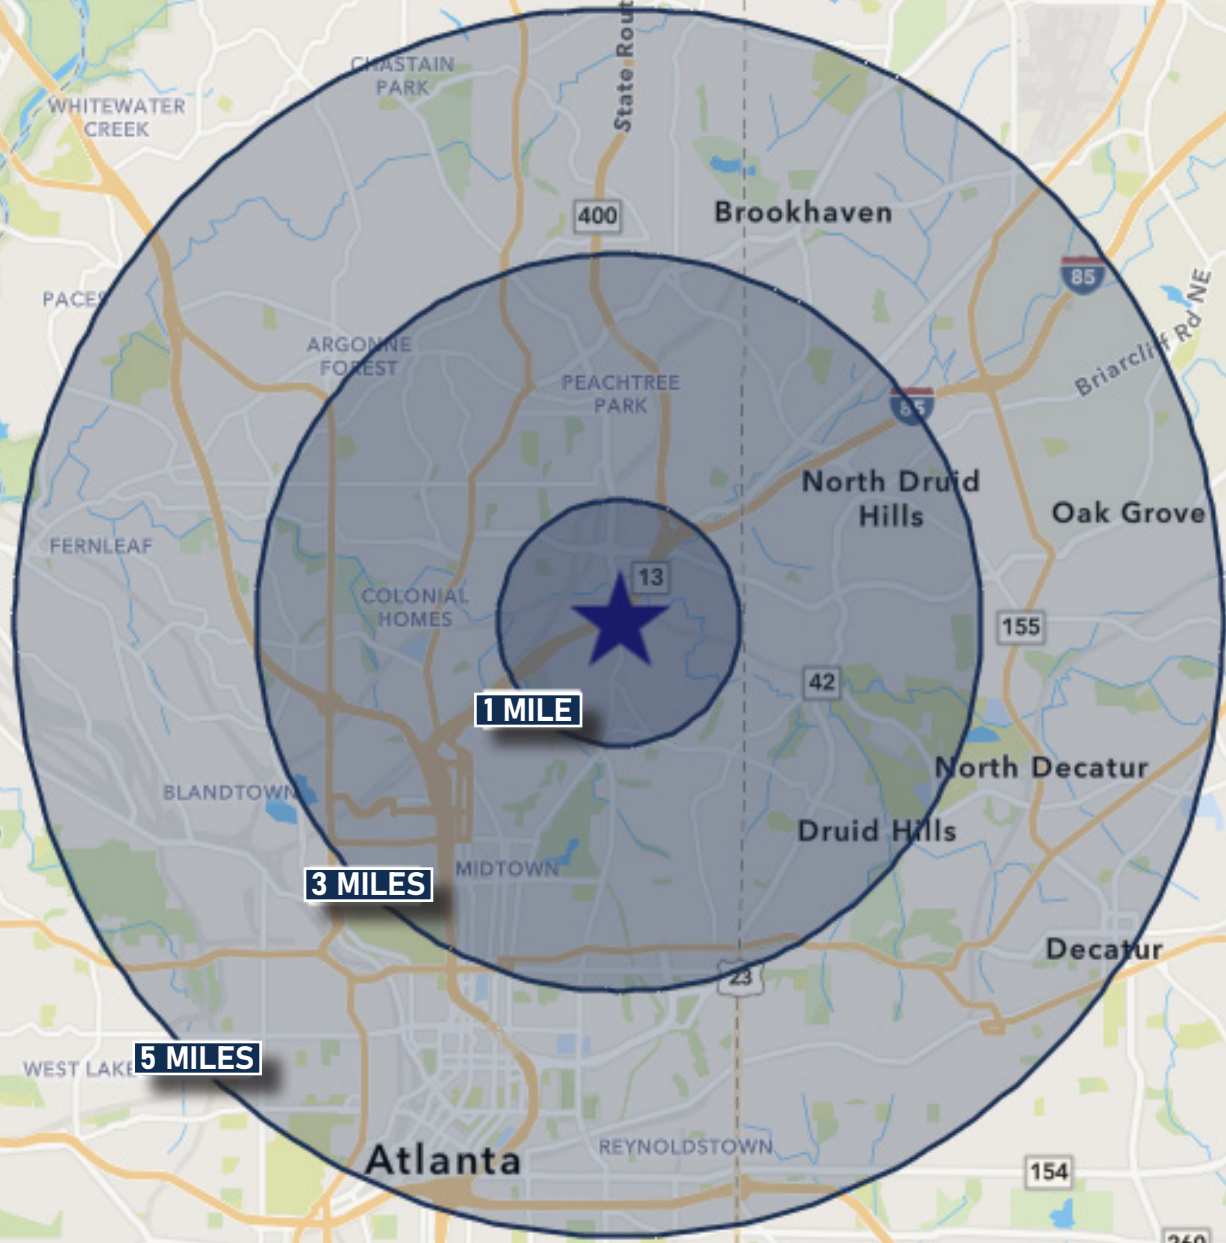 State Rout
CHASTAIN
PARK
WHITEWATER
CREEK
400
Brookhaven
85
PACES
Briarcliff Rd NE
ARGONNE
FOREST
PEACHTREE
PARK
85
North Druid
Hills
Oak Grove
FERNLEAF
13
COLONIAL
HOMES
155
42
1 MILE
North Decatur
BLANDTOWN
Druid Hills
MIDTOWN
3 MILES
Decatur
23
5 MILES
WEST LAKE
REYNOLDSTOWN
Atlanta
154
260